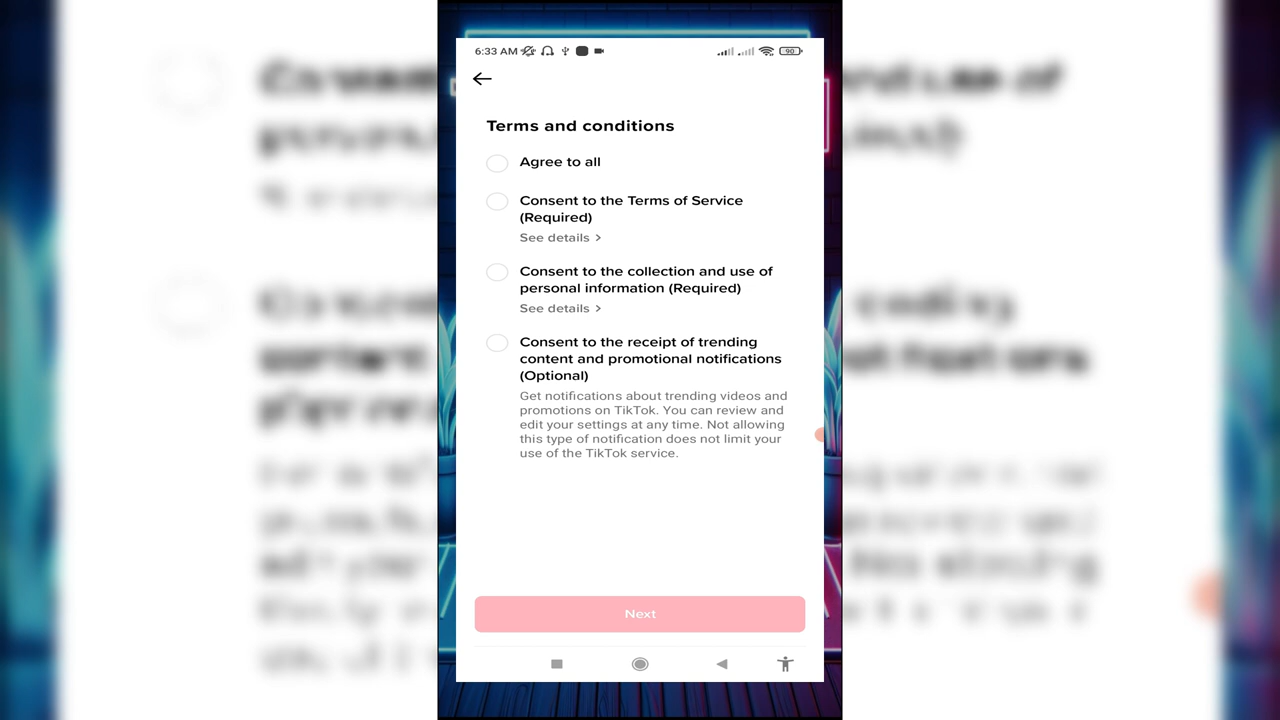 6:33 AM
90
Terms and conditions
Agree to all
Consent to the Terms of Service
(Required)
See details >
Consent to the collection and use of
personal information (Required)
See details >
Consent to the receipt of trending
content and promotional notifications
(Optional)
Get notifications about trending videos and
promotions on TikTok. You can review and
edit your settings at any time. Not allowing
this type of notification does not limit your
use of the TikTok service.
Next